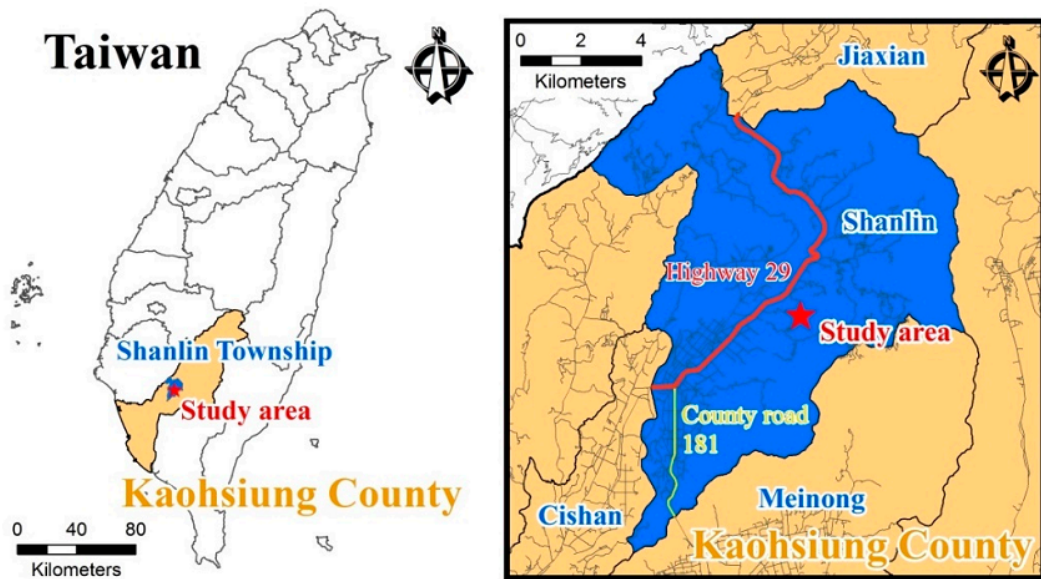 Taiwan
N
Shanlin Township
Study area
Kaohsiung County
0 40 80
Kilometers
0 2 4
Kilometers
N
Jiaxian
Shanlin
Highway 29
Study area
County road
181
Cishan
Meinong
Kaohsiung County